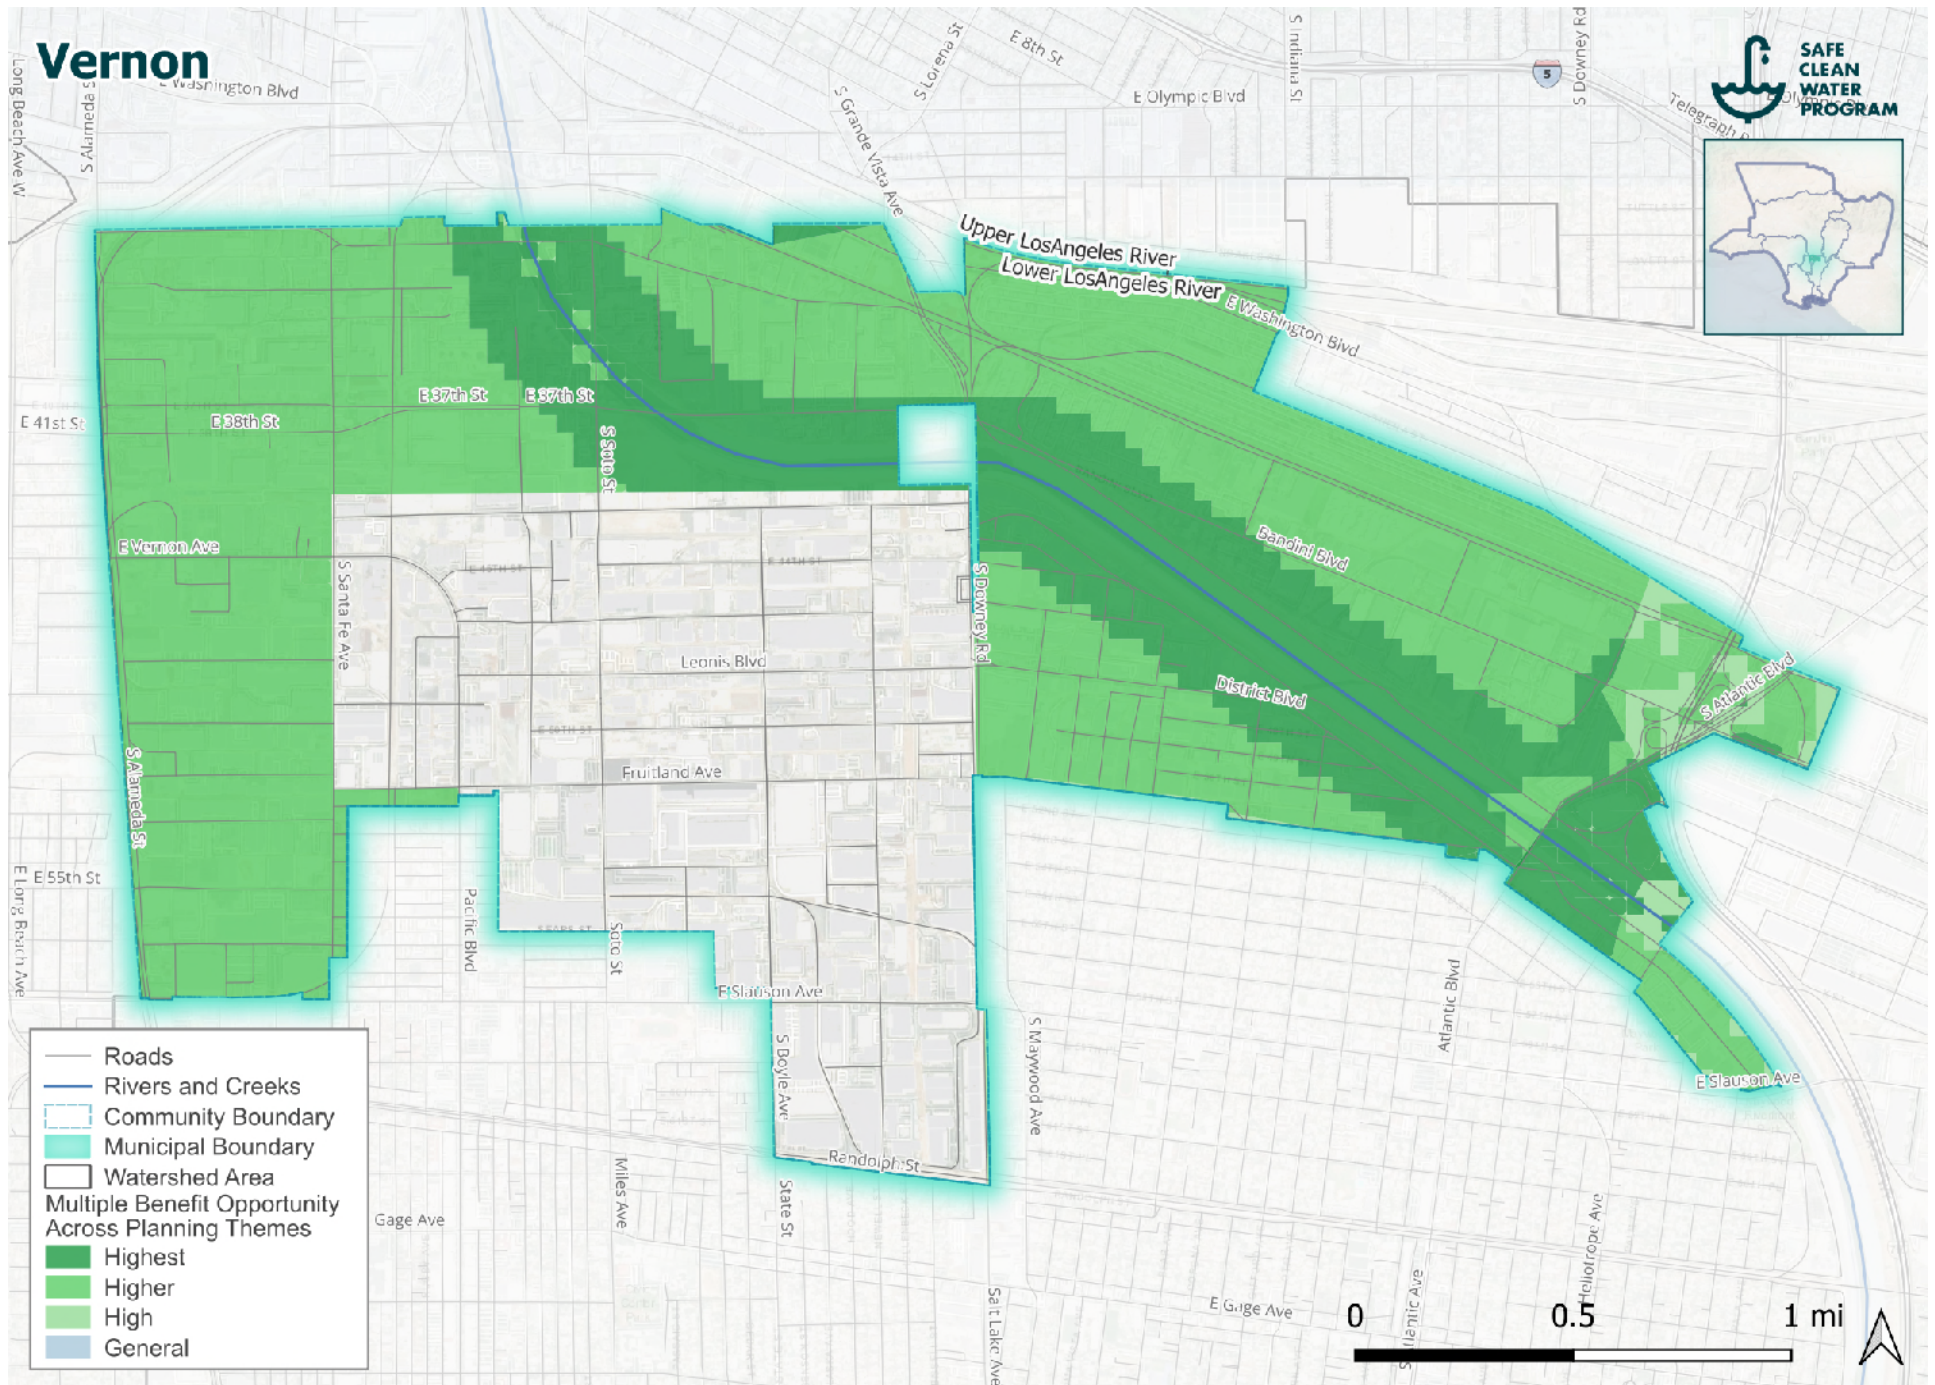 Vernon
SAFE
CLEAN
WATER
PROGRAM
E Washington Blvd
S Lorena St
E 8th St
S Indiana St
5
S Downey Rd
Long Beach Ave W
S Alameda St
S Grande Vista Ave
E Olympic Blvd
Telegraph
Upper LosAngeles River
Lower LosAngeles River
E Washington Blvd
E 41st St
E 38th St
E 37th St
E 37th St
S Soto St
E Vernon Ave
Bandini Blvd
S Santa Fe Ave
S Downey Rd
Leonis Blvd
District Blvd
S Atlantic Blvd
Fruitland Ave
S Alameda St
E 55th St
E Long Beach Ave
Pacific Blvd
Soto St
E Slauson Ave
S Boyle Ave
S Maywood Ave
Atlantic Blvd
E Slauson Ave
Randolph St
Miles Ave
State St
Gage Ave
Salt Lake Ave
E Gage Ave
Heliotrope Ave
Roads
Rivers and Creeks
Community Boundary
Municipal Boundary
Watershed Area
Multiple Benefit Opportunity
Across Planning Themes
Highest
Higher
High
General
0 0.5 1 mi